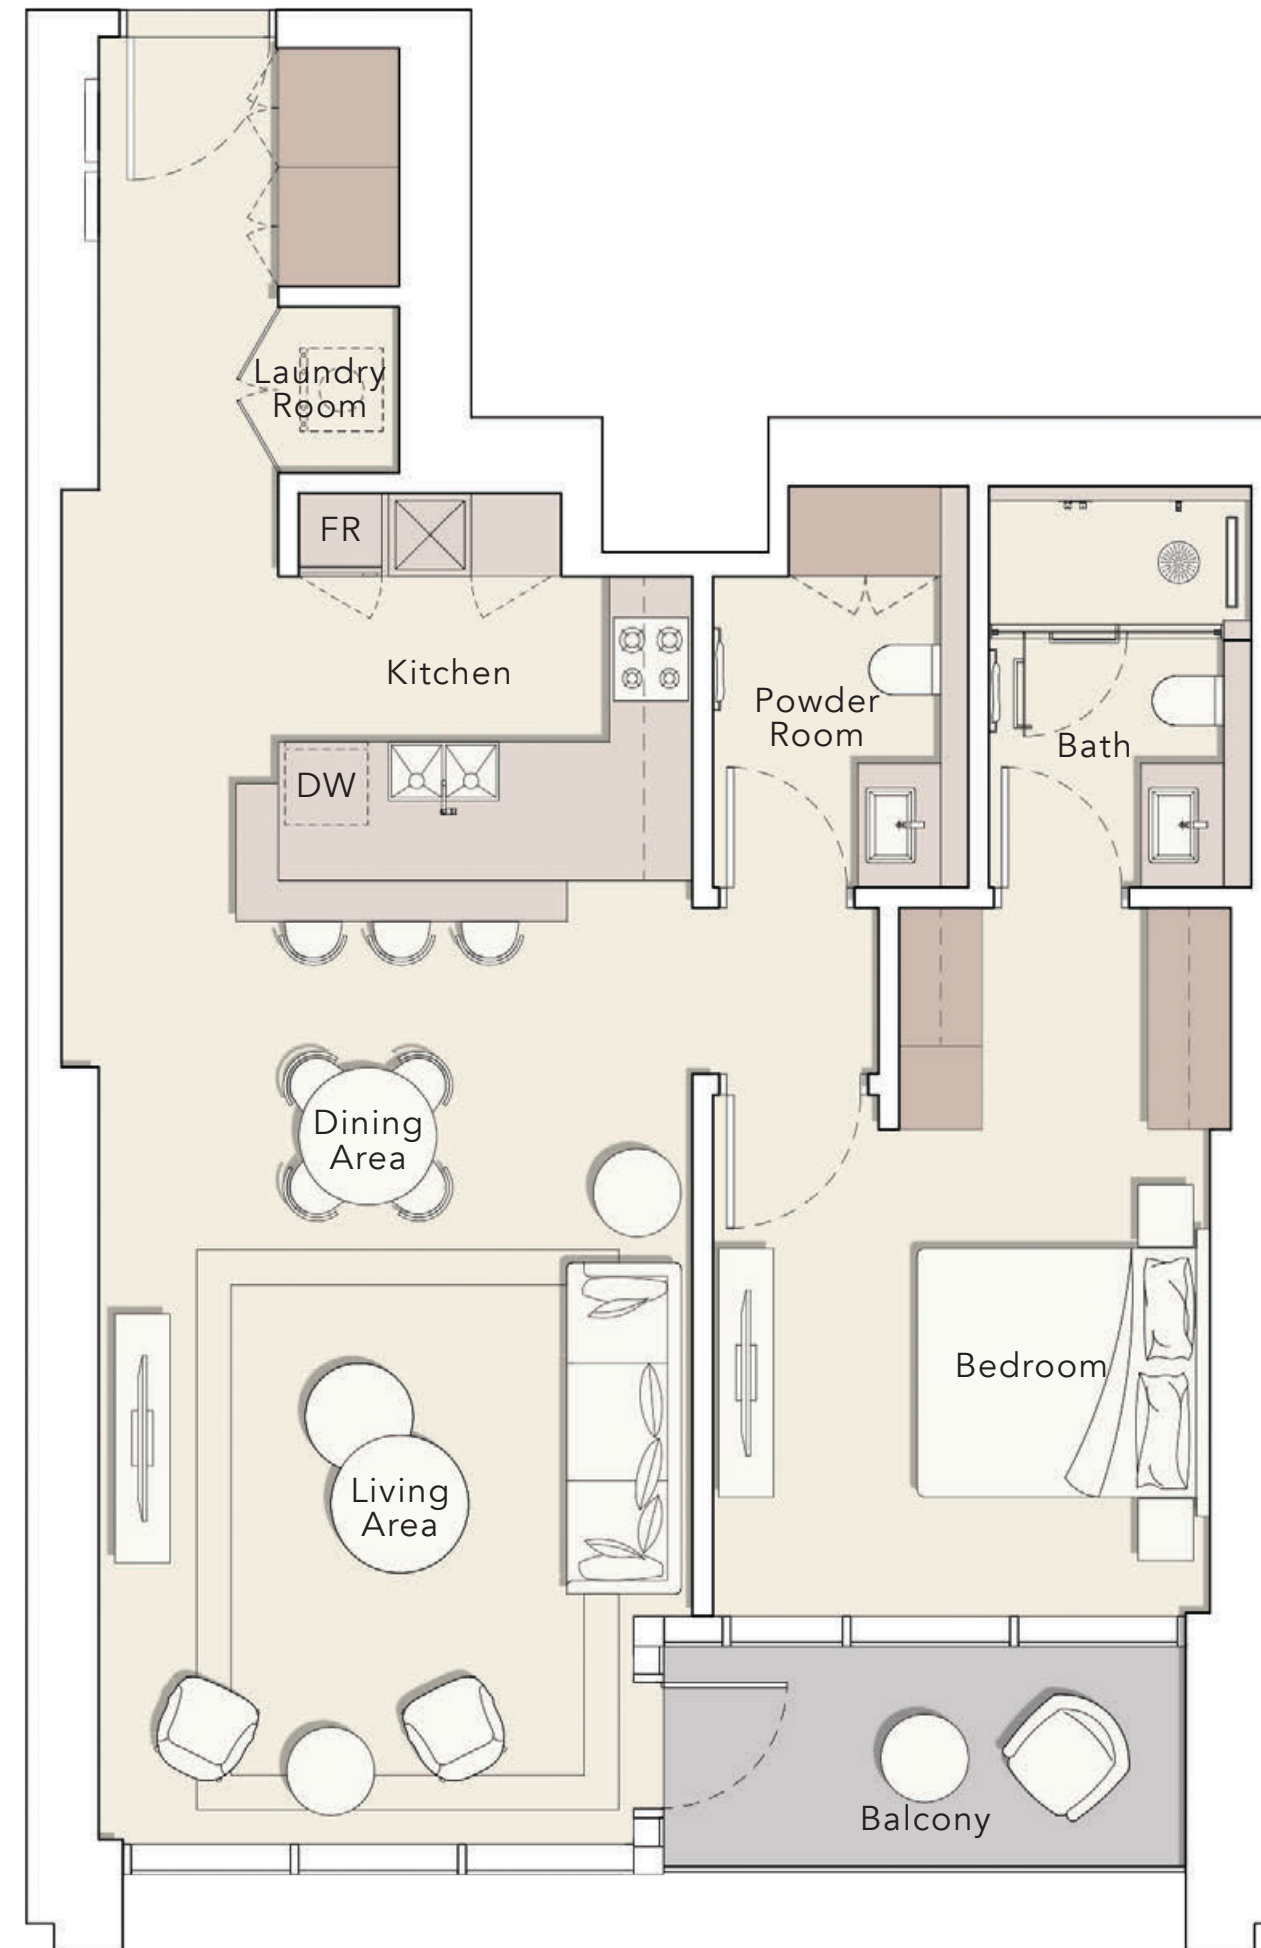 Laundry
Room
FR
Kitchen
Powder
Room
Bath
DW
Dining
Area
Bedroom
Living
Area
Balcony